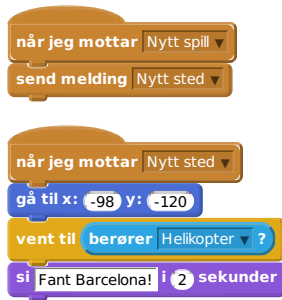 når jeg mottar Nytt spill
send melding Nytt sted
når jeg mottar Nytt sted
gå til x: -98 y: -120
vent til berører Helikopter ?
si Fant Barcelona! i 2 sekunder